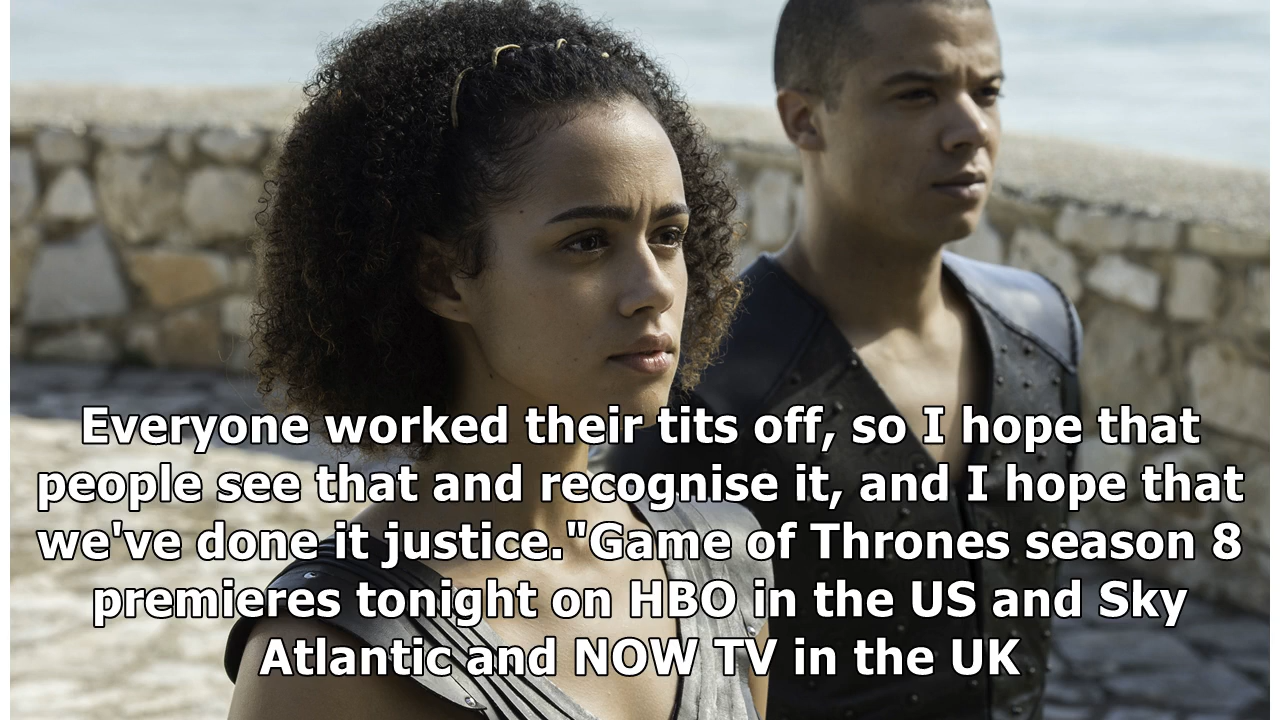 Everyone worked their tits off, so I hope that
people see that and recognise it, and I hope that
we've done it justice."Game of Thrones season 8
premieres tonight on HBO in the US and Sky
Atlantic and NOW TV in the UK